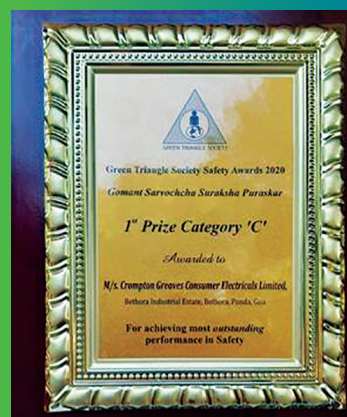 GREEN TRIANGLE SOCIETY
Green Triangle Society Safety Awards 2020
Gomant Sarvochcha Suraksha Puraskar
1st Prize Category 'C'
Awarded to
M/s. Crompton Greaves Consumer Electricals Limited,
Bethora Industrial Estate, Bethora, Ponda, Goa
For achieving most outstanding
performance in Safety